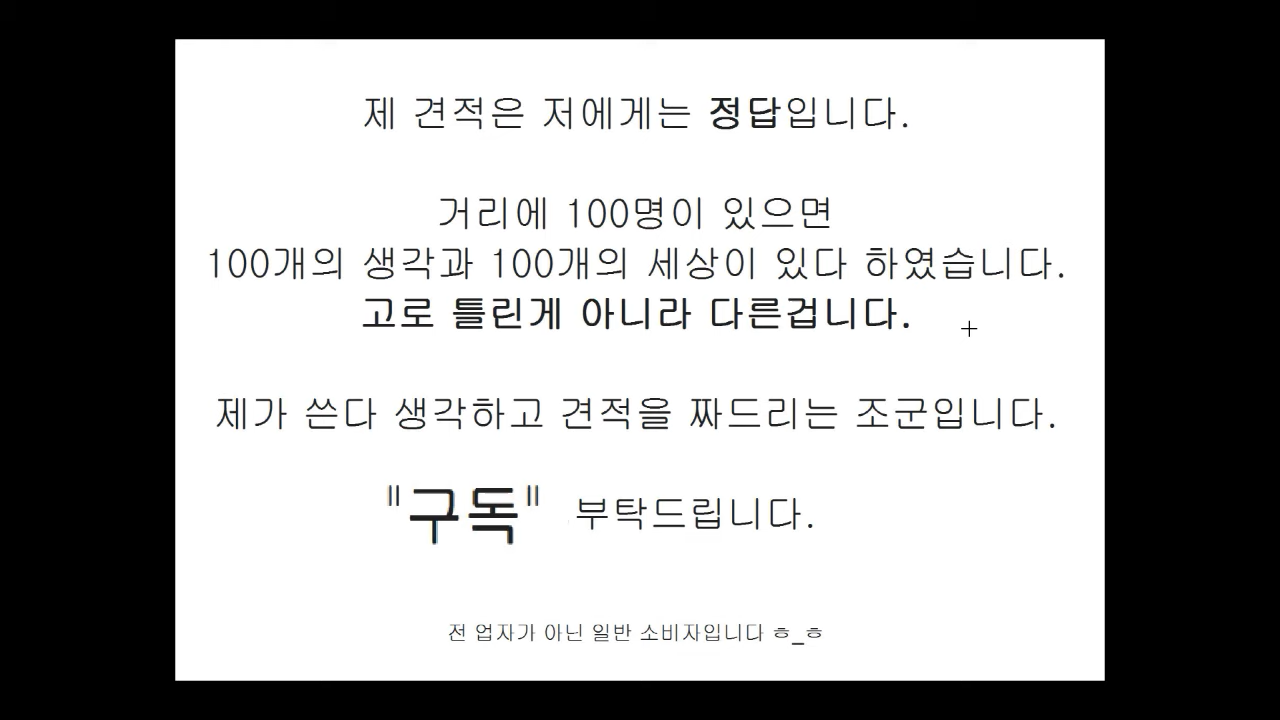 제 견적은 저에게는 정답입니다.
거리에 100명이 있으면
100개의 생각과 100개의 세상이 있다 하였습니다.
고로 틀린게 아니라 다른겁니다.
제가 쓴다 생각하고 견적을 짜드리는 조군입니다.
"구독" 부탁드립니다.
전 업자가 아닌 일반 소비자입니다 ㅎ_ㅎ